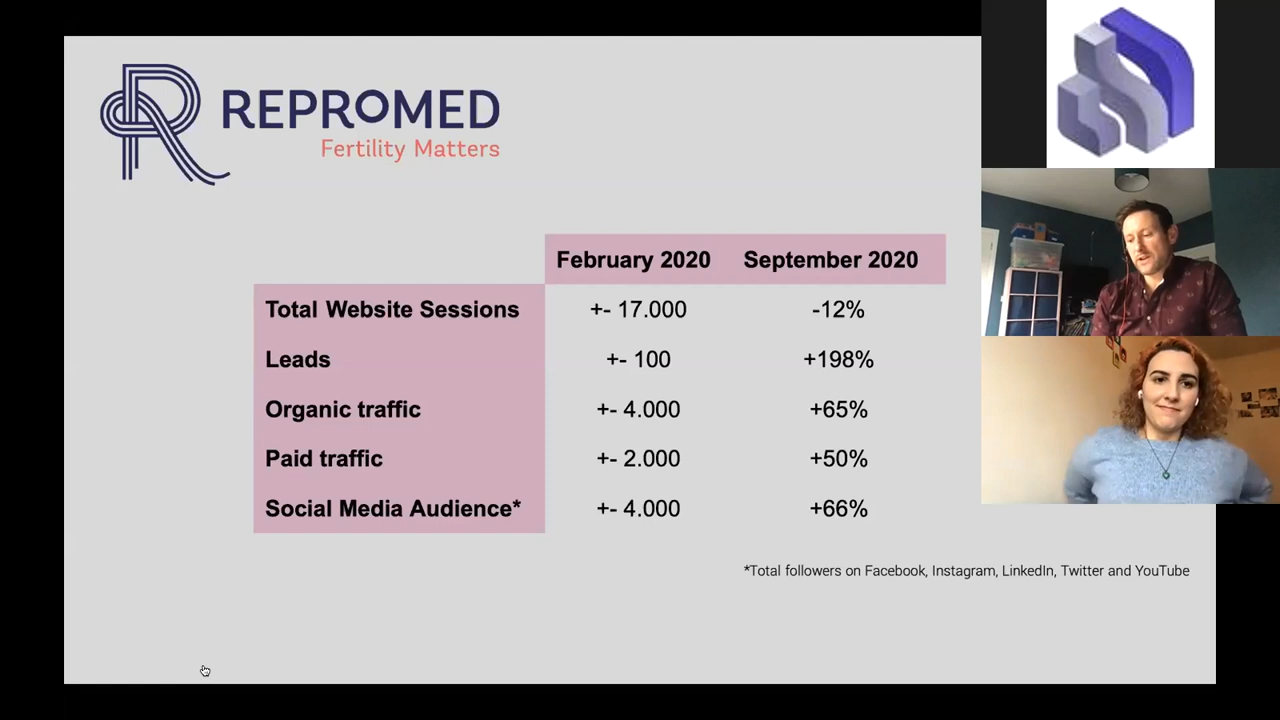 REPROMED
Fertility Matters
February 2020 September 2020
Total Website Sessions +- 17.000 -12%
Leads +- 100 +198%
Organic traffic +- 4.000 +65%
Paid traffic +- 2.000 +50%
Social Media Audience* +- 4.000 +66%
*Total followers on Facebook, Instagram, LinkedIn, Twitter and YouTube